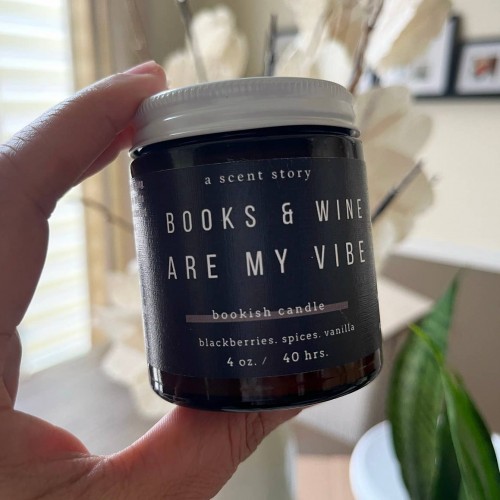 a scent story
BOOKS & WINE
ARE MY VIBE
bookish candle
blackberries. spices. vanilla
4 oz. / 40 hrs.